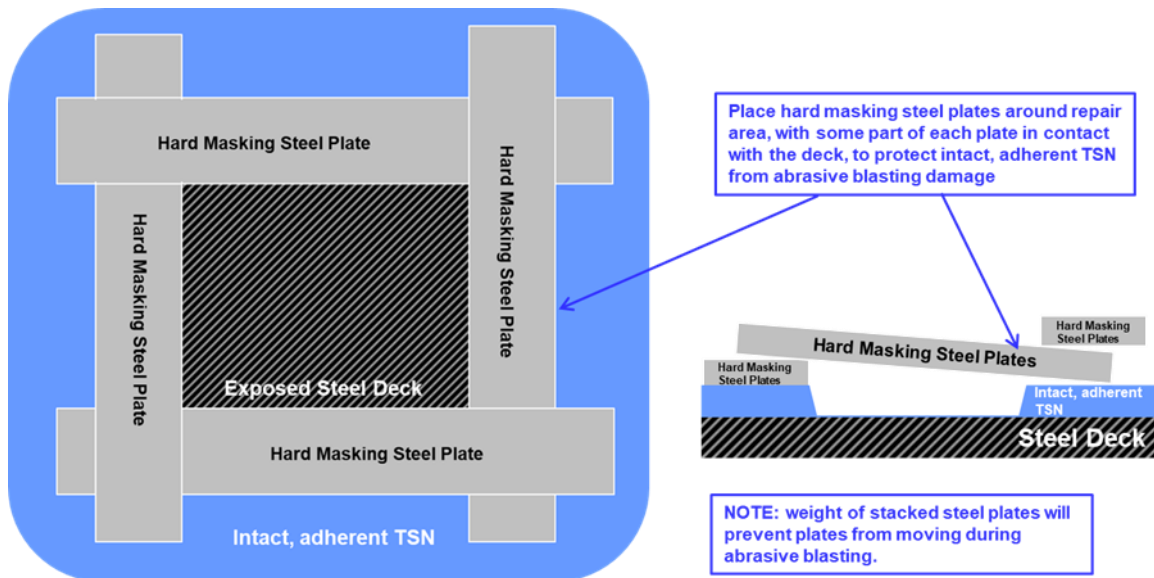 Hard Masking Steel Plate
Hard Masking Steel Plate
Hard Masking Steel Plate
Exposed Steel Deck
Hard Masking Steel Plate
Intact, adherent TSN
Place hard masking steel plates around repair
area, with some part of each plate in contact
with the deck, to protect intact, adherent TSN
from abrasive blasting damage
Hard Masking
Steel Plates
Hard Masking Steel Plates
Hard Masking
Steel Plates
Intact, adherent
TSN
Steel Deck
NOTE: weight of stacked steel plates will
prevent plates from moving during
abrasive blasting.